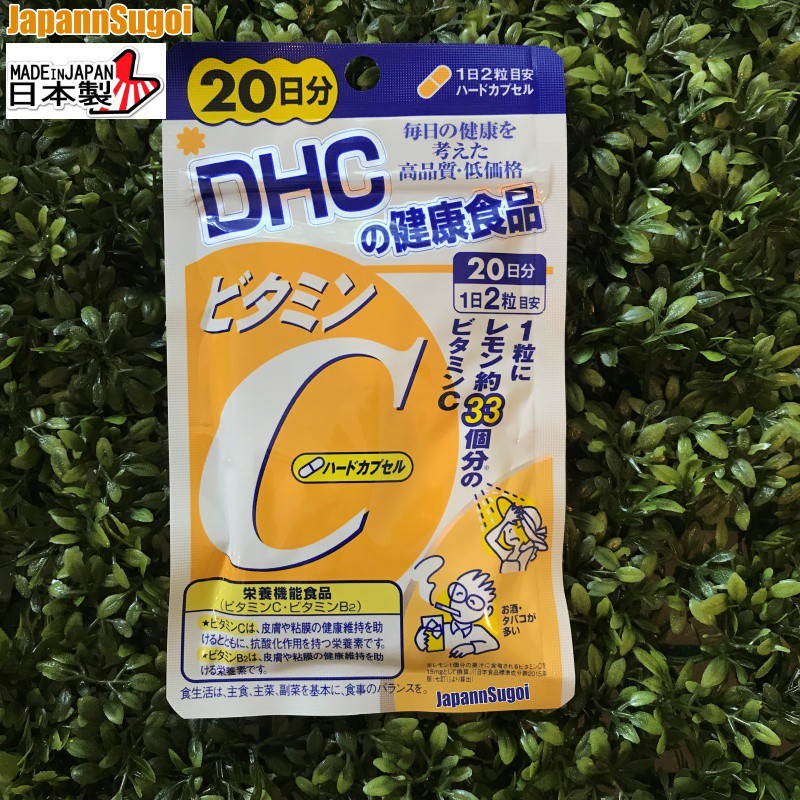 JapannSugoi
MADE IN JAPAN
日本製
20日分
1日2粒目安
ハードカプセル
毎日の健康を
考えた
高品質・低価格
DHC
の健康食品
20日分
1日2粒目安
ビタミン
C
1粒に
レモン約33個分の
ビタミンC
ハードカプセル
栄養機能食品
(ビタミンC・ビタミンB2)
★ビタミンCは、皮膚や粘膜の健康維持を助
けるとともに、抗酸化作用を持つ栄養素です。
★ビタミンB2は、皮膚や粘膜の健康維持を助
ける栄養素です。
お酒・
タバコが
多い
食生活は、主食、主菜、副菜を基本に、食事のバランスを。
JapannSugoi